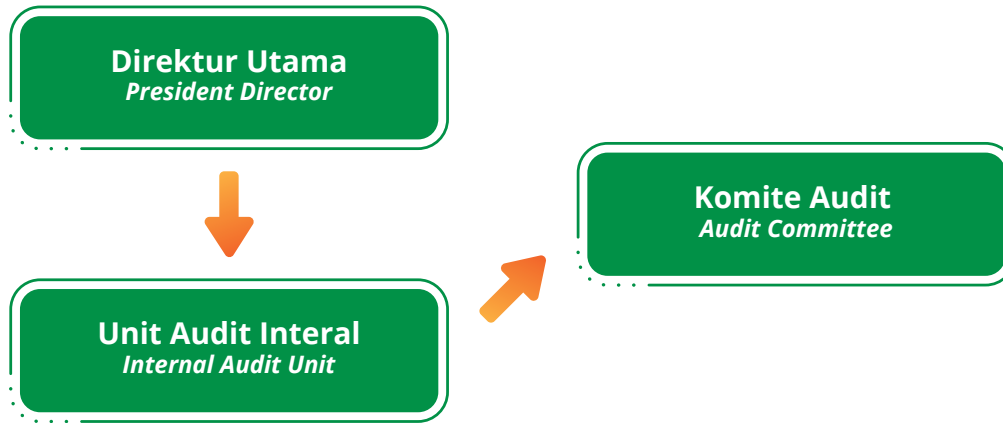 Direktur Utama
President Director
Komite Audit
Audit Committee
Unit Audit Interal
Internal Audit Unit